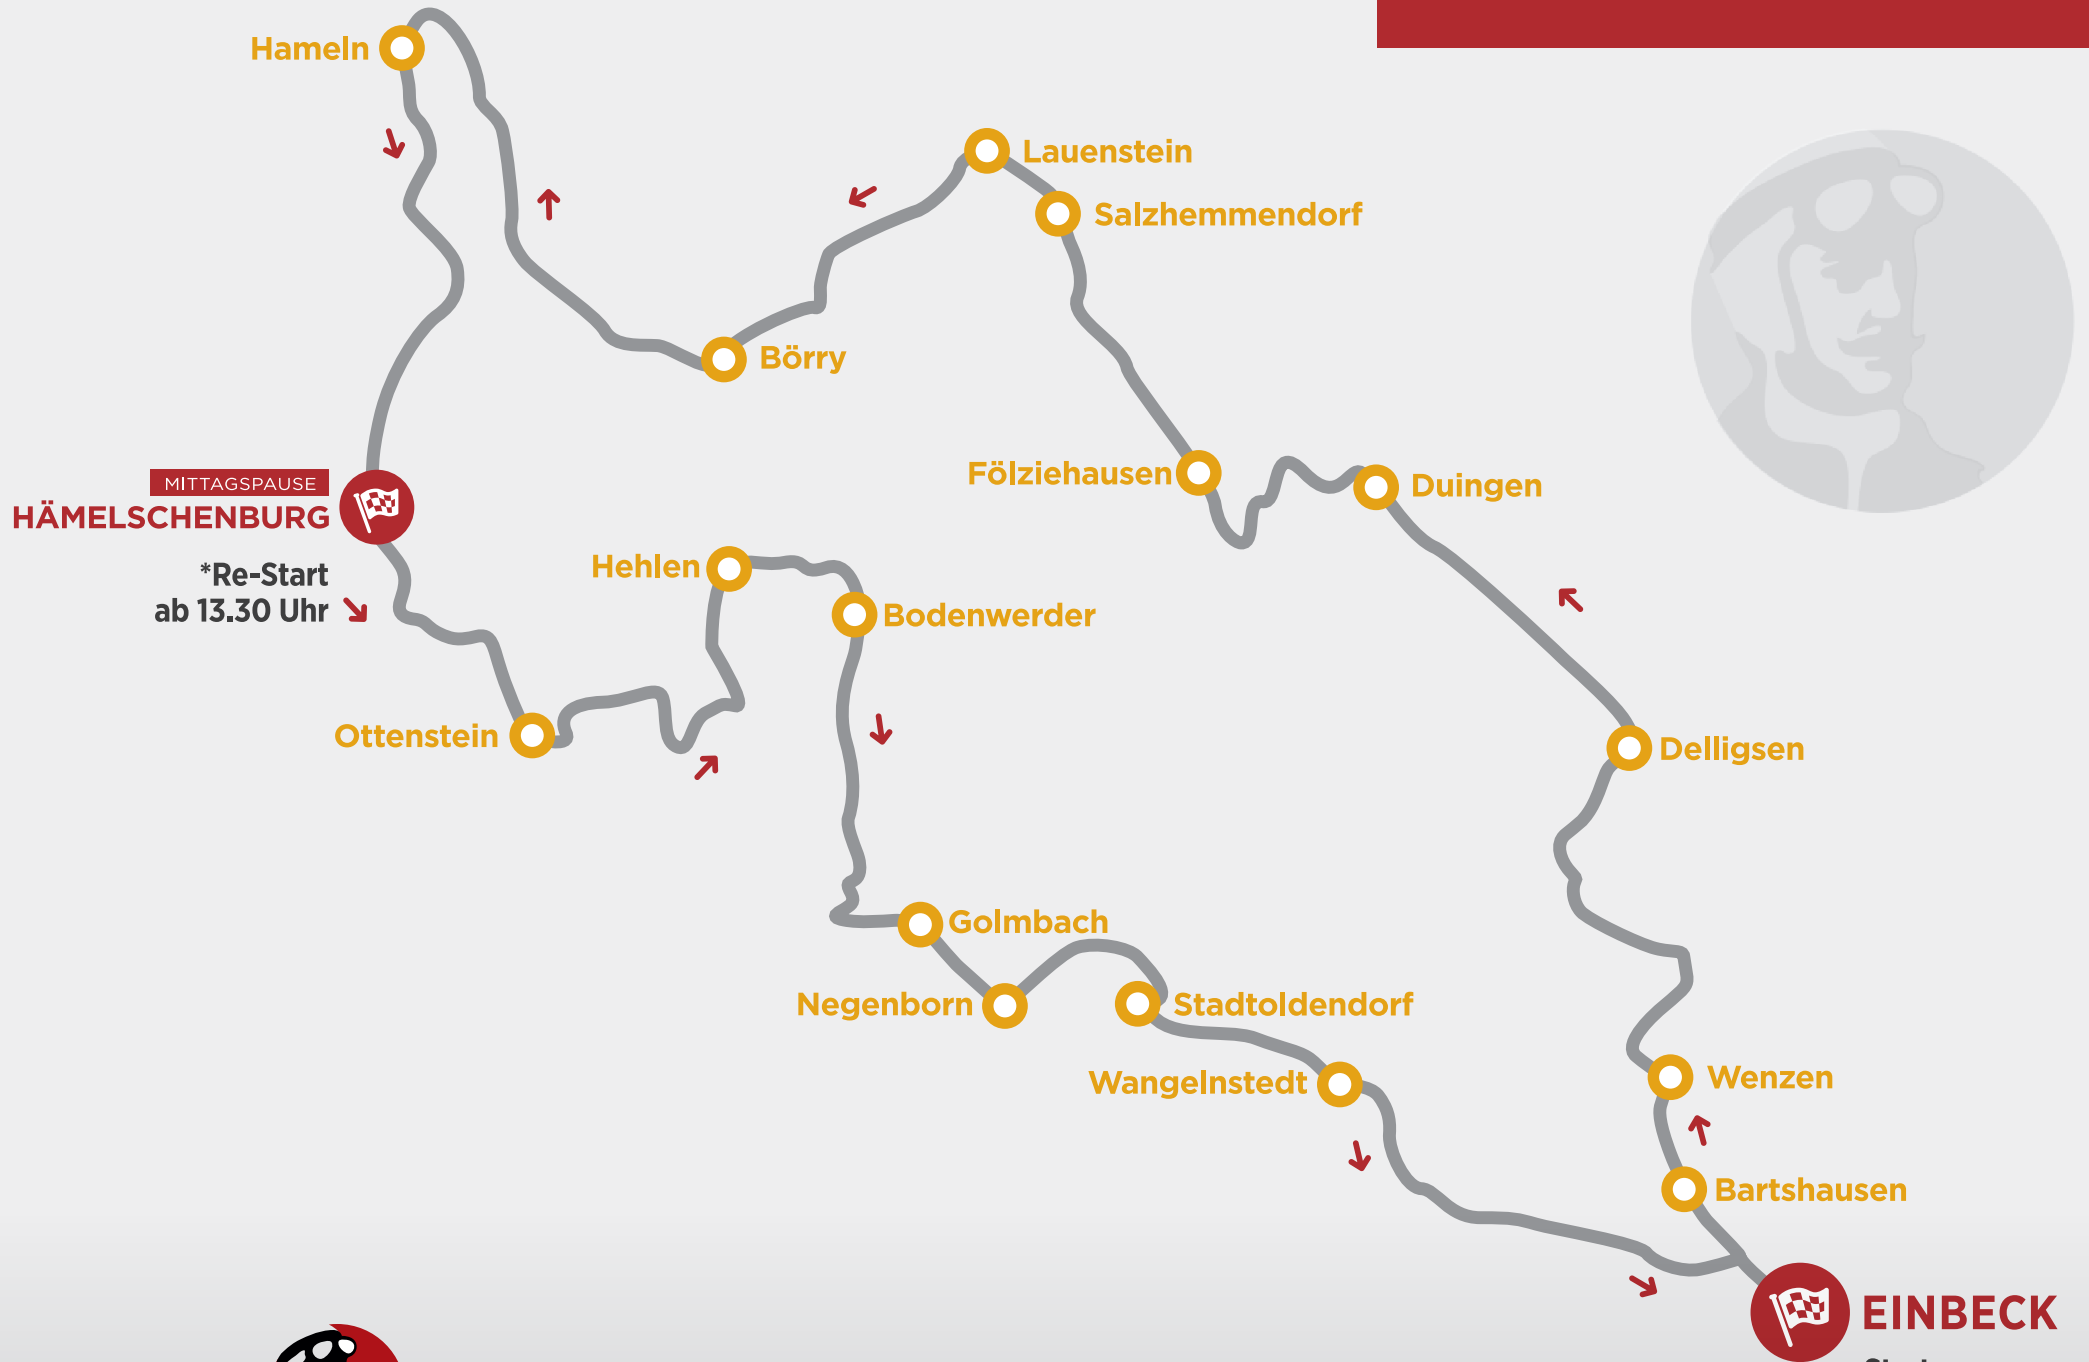 Hameln
Lauenstein
Salzhemmendorf
Börry
Fölziehausen
Duingen
MITTAGSPAUSE
HÄMELSCHENBURG
*Re-Start
ab 13.30 Uhr
Hehlen
Bodenwerder
Ottenstein
Delligsen
Golmbach
Negenborn
Stadtoldendorf
Wangelnstedt
Wenzen
Bartshausen
EINBECK